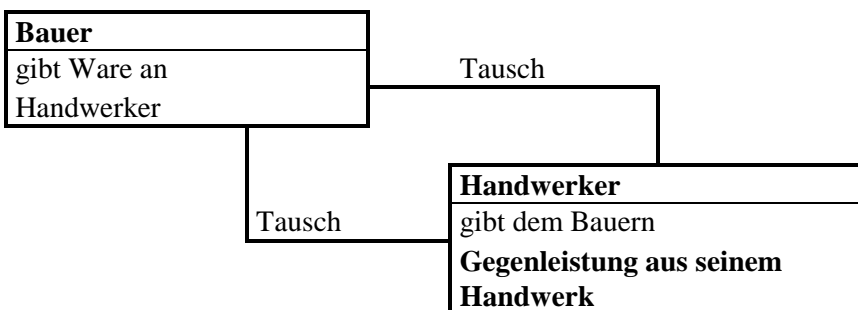 Bauer
gibt Ware an
Handwerker
Tausch
Handwerker
gibt dem Bauern
Gegenleistung aus seinem
Handwerk
Tausch